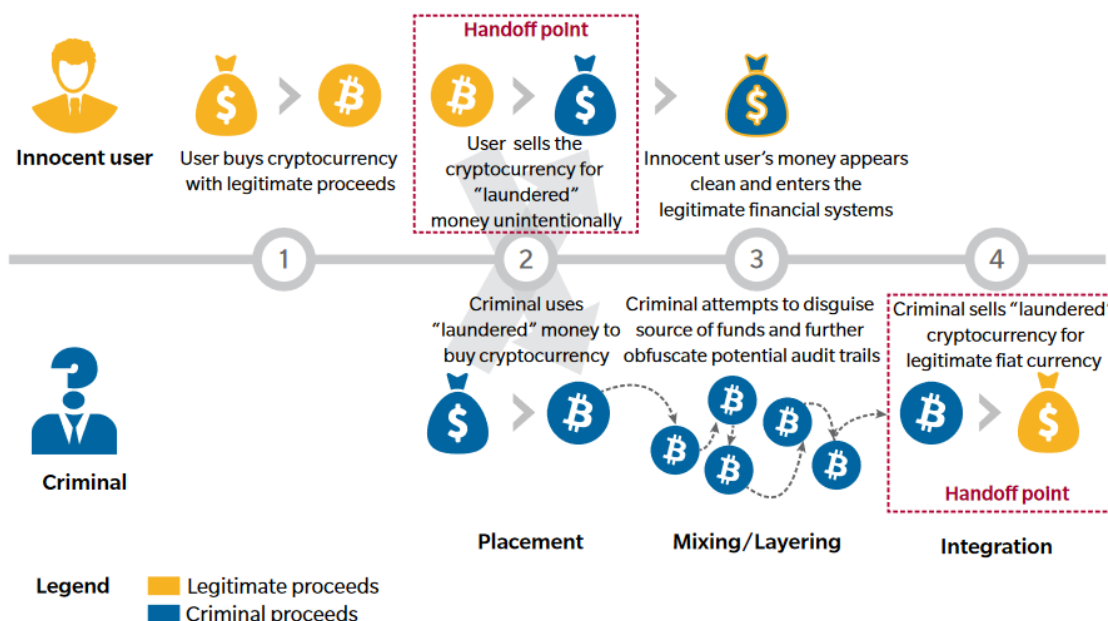 Handoff point
Innocent user
User buys cryptocurrency
with legitimate proceeds
User sells the
cryptocurrency for
"laundered"
money unintentionally
Innocent user's money appears
clean and enters the
legitimate financial systems
1
2
3
4
Criminal uses
"laundered" money to
buy cryptocurrency
Criminal attempts to disguise
source of funds and further
obfuscate potential audit trails
Criminal sells "laundered"
cryptocurrency for
legitimate fiat currency
Criminal
Handoff point
Placement
Mixing/Layering
Integration
Legend
Legitimate proceeds
Criminal proceeds